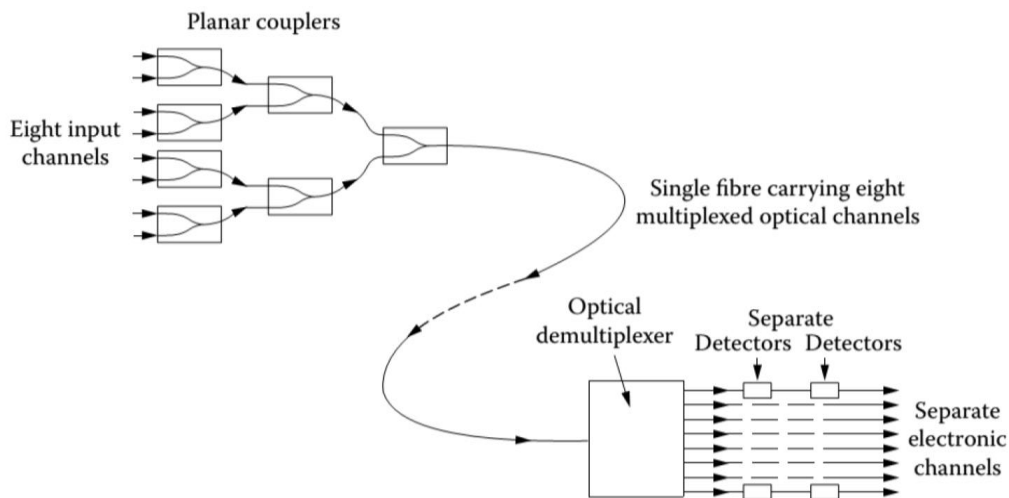 Planar couplers
Eight input
channels
Single fibre carrying eight
multiplexed optical channels
Optical
demultiplexer
Separate
Detectors Detectors
Separate
electronic
channels